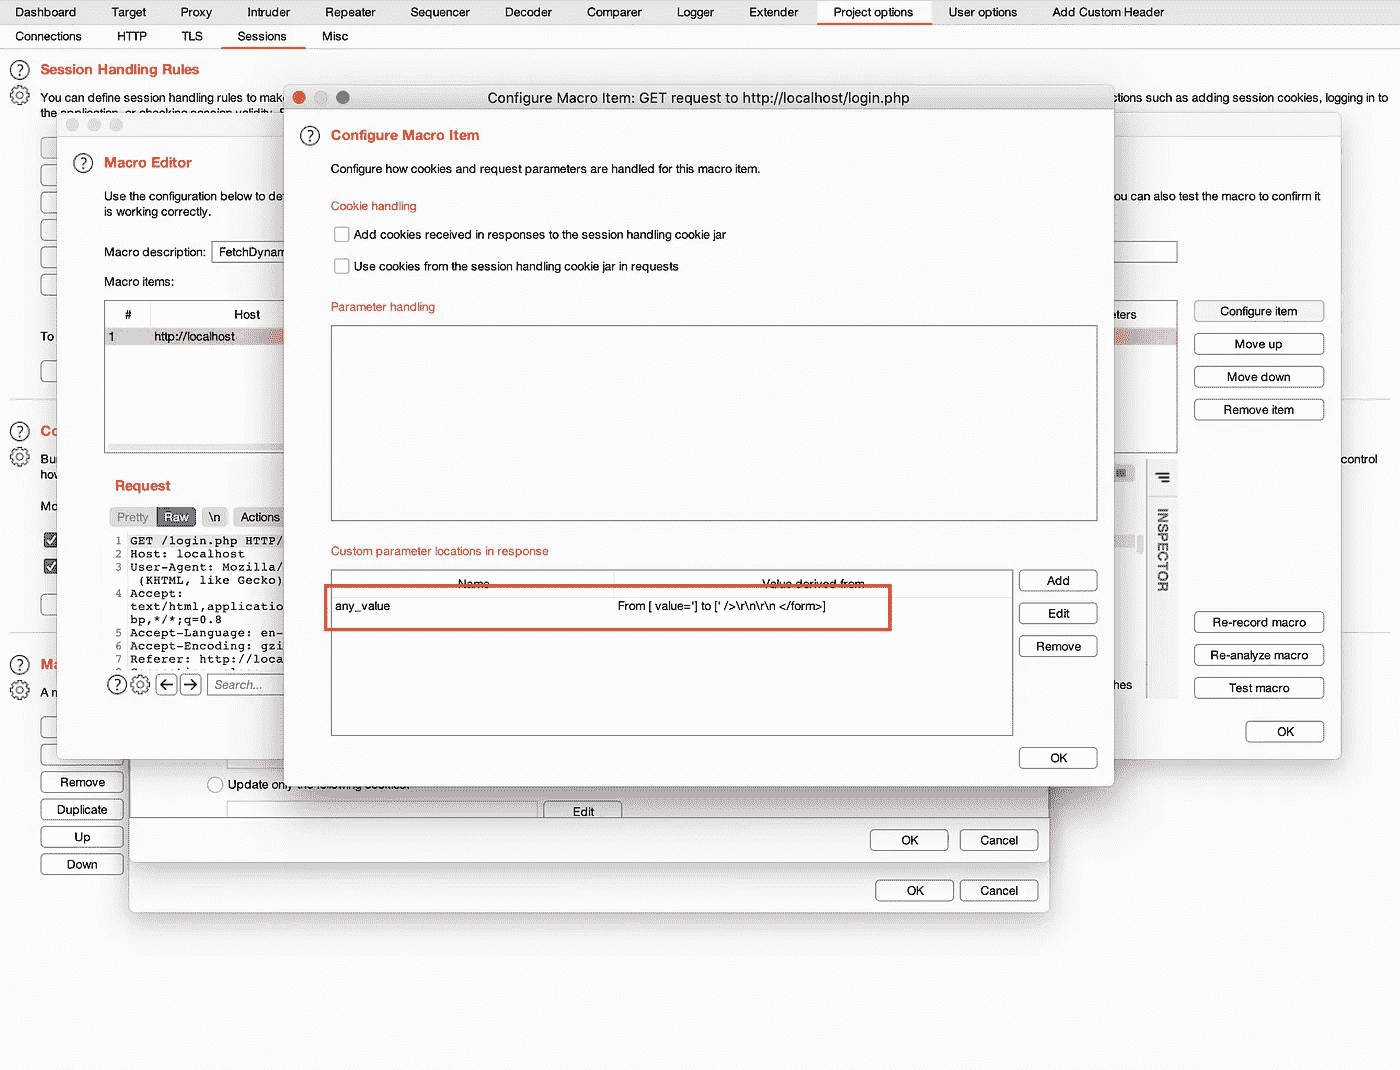 Dashboard Target Proxy Intruder Repeater Sequencer Decoder Comparer Logger Extender Project options User options Add Custom Header
Connections HTTP TLS Sessions Misc
Session Handling Rules
You can define session handling rules to mak
ctions such as adding session cookies, logging in to
the application, or checking session validity.
Configure Macro Item: GET request to http://localhost/login.php
Configure Macro Item
Configure how cookies and request parameters are handled for this macro item.
Cookie handling
Add cookies received in responses to the session handling cookie jar
Use cookies from the session handling cookie jar in requests
Parameter handling
Custom parameter locations in response
Name Value derived from
any_value From [ value='] to [' />\r\n\r\n </form>]
Add
Edit
Remove
OK
Macro Editor
Use the configuration below to de
ou can also test the macro to confirm it
is working correctly.
Macro description: FetchDynam
Macro items:
# Host
eters
1 http://localhost
Configure item
Move up
Move down
Remove item
Request
Pretty Raw \n Actions
1 GET /login.php HTTP/
2 Host: localhost
3 User-Agent: Mozilla/
(KHTML, like Gecko)
4 Accept:
text/html,applicatio
bp,*/*;q=0.8
5 Accept-Language: en-
6 Accept-Encoding: gzi
7 Referer: http://loca
Search...
INSPECTOR
hes
Re-record macro
Re-analyze macro
Test macro
OK
To
Co
Bu
control
how
Mo
Ma
A m
Remove
Duplicate
Up
Down
Update only the following cookies:
Edit
OK Cancel
OK Cancel